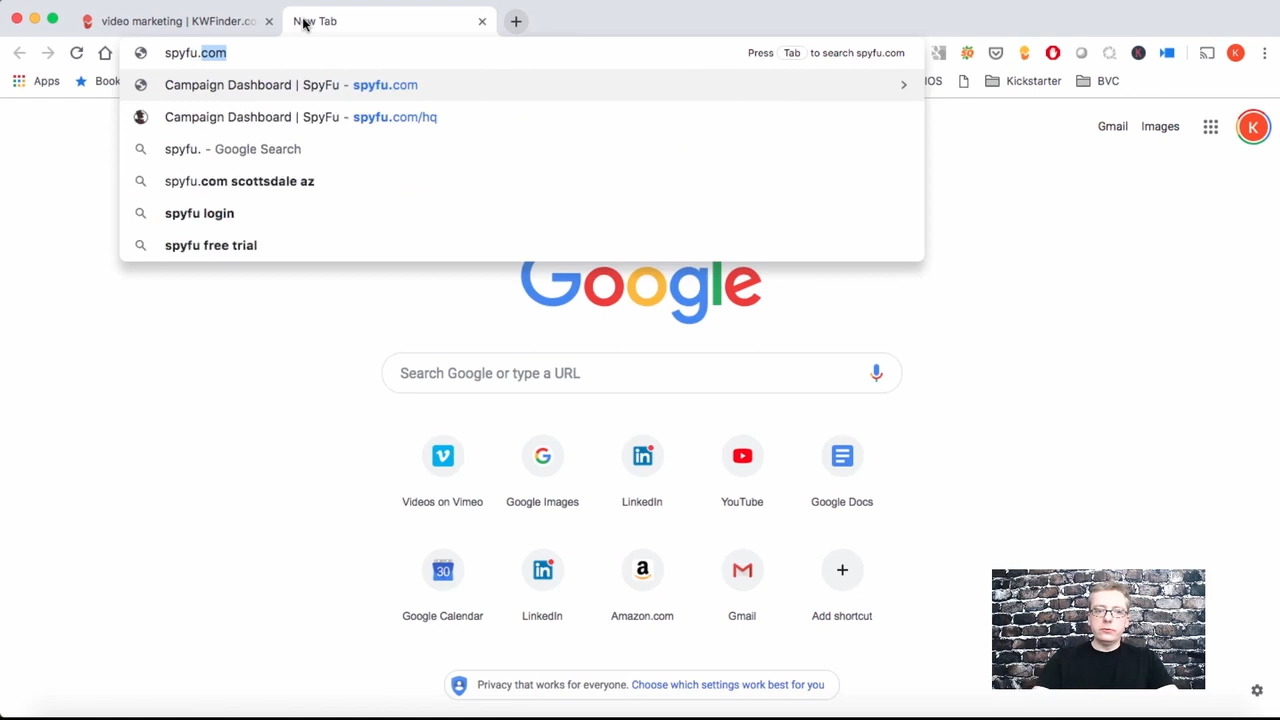 video marketing | KWFinder.co
New Tab
spyfu.com
Press Tab to search spyfu.com
Apps
Book
Campaign Dashboard | SpyFu - spyfu.com
IOS
Kickstarter
BVC
Campaign Dashboard | SpyFu - spyfu.com/hq
spyfu. - Google Search
spyfu.com scottsdale az
spyfu login
spyfu free trial
Gmail
Images
K
Google
Search Google or type a URL
Videos on Vimeo
Google Images
LinkedIn
YouTube
Google Docs
30
Google Calendar
LinkedIn
Amazon.com
Gmail
Add shortcut
Privacy that works for everyone. Choose which settings work best for you